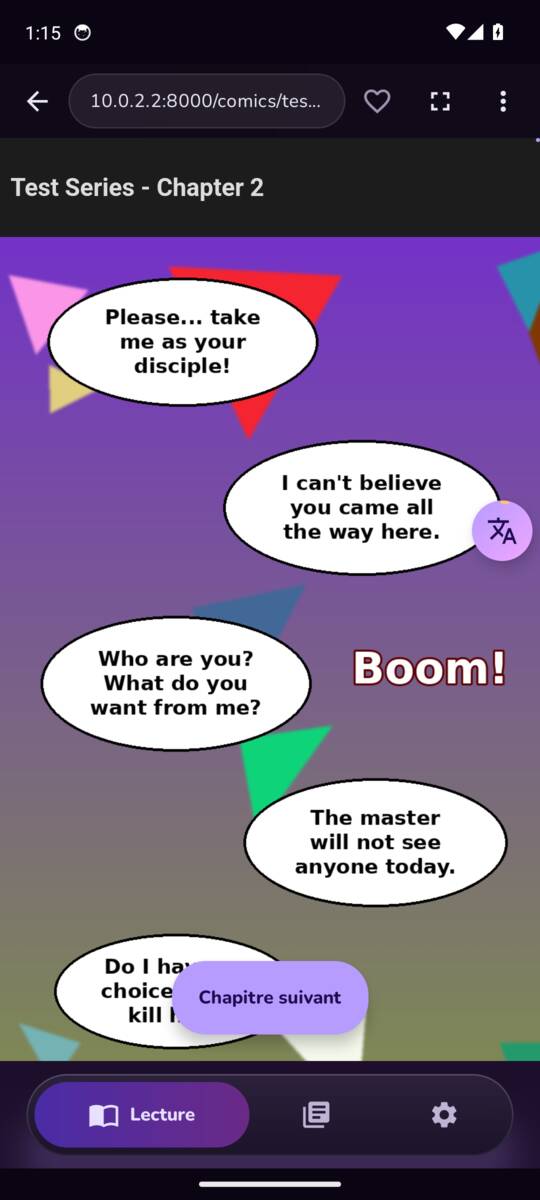 1:15
10.0.2.2:8000/comics/tes...
Test Series - Chapter 2
Please... take
me as your
disciple!
I can't believe
you came all
the way here.
Who are you?
What do you
want from me?
Boom!
The master
will not see
anyone today.
Do I
choice
kill
Chapitre suivant
Lecture